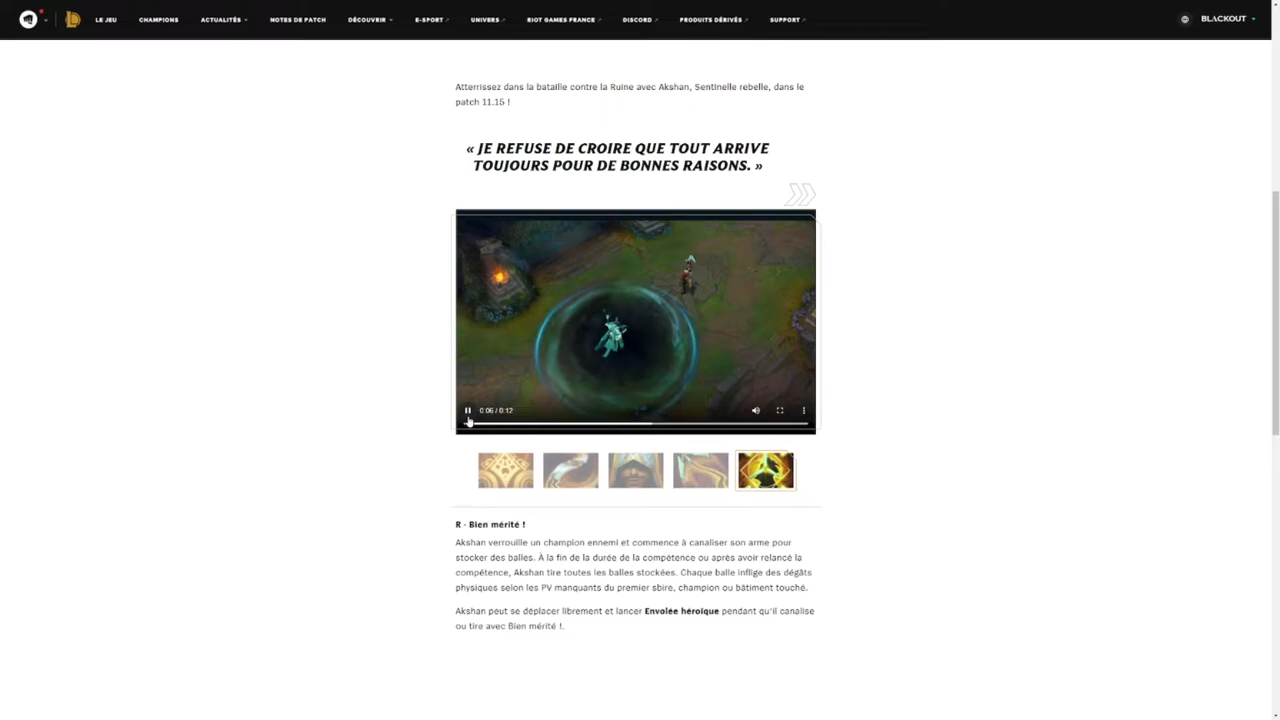 LE JEU CHAMPIONS ACTUALITÉS NOTES DE PATCH DÉCOUVRIR E-SPORT UNIVERS RIOT GAMES FRANCE DISCORD PRODUITS DÉRIVÉS SUPPORT BLACKOUT
Atterrissez dans la bataille contre la Ruine avec Akshan, Sentinelle rebelle, dans le
patch 11.15 !
« JE REFUSE DE CROIRE QUE TOUT ARRIVE
TOUJOURS POUR DE BONNES RAISONS. »
0:06 / 0:12
R - Bien mérité !
Akshan verrouille un champion ennemi et commence à canaliser son arme pour
stocker des balles. À la fin de la durée de la compétence ou après avoir relancé la
compétence, Akshan tire toutes les balles stockées. Chaque balle inflige des dégâts
physiques selon les PV manquants du premier sbire, champion ou bâtiment touché.
Akshan peut se déplacer librement et lancer Envolée héroïque pendant qu'il canalise
ou tire avec Bien mérité !.